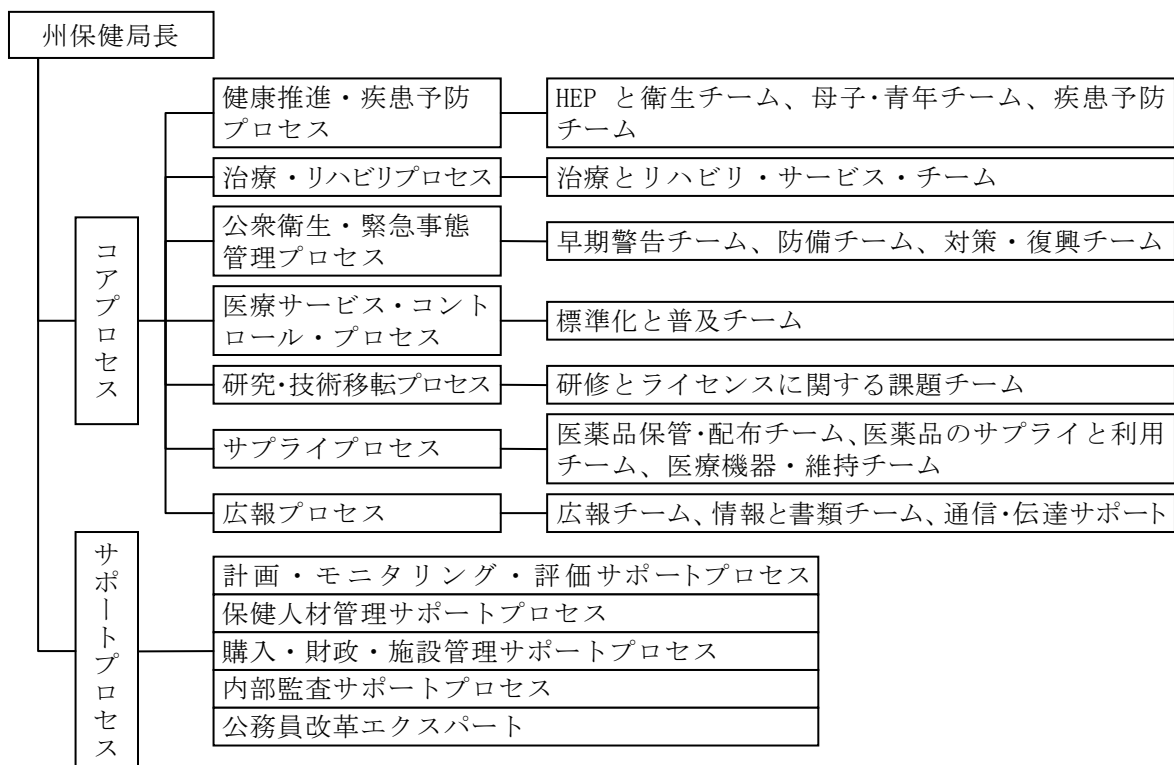 州保健局長
コアプロセス
健康推進・疾患予防
プロセス
HEP と衛生チーム、母子・青年チーム、疾患予防
チーム
治療・リハビリプロセス
治療とリハビリ・サービス・チーム
公衆衛生・緊急事態
管理プロセス
早期警告チーム、防備チーム、対策・復興チーム
医療サービス・コント
ロール・プロセス
標準化と普及チーム
研究・技術移転プロセス
研修とライセンスに関する課題チーム
サプライプロセス
医薬品保管・配布チーム、医薬品のサプライと利用
チーム、医療機器・維持チーム
広報プロセス
広報チーム、情報と書類チーム、通信・伝達サポート
サポートプロセス
計画・モニタリング・評価サポートプロセス
保健人材管理サポートプロセス
購入・財政・施設管理サポートプロセス
内部監査サポートプロセス
公務員改革エクスパート